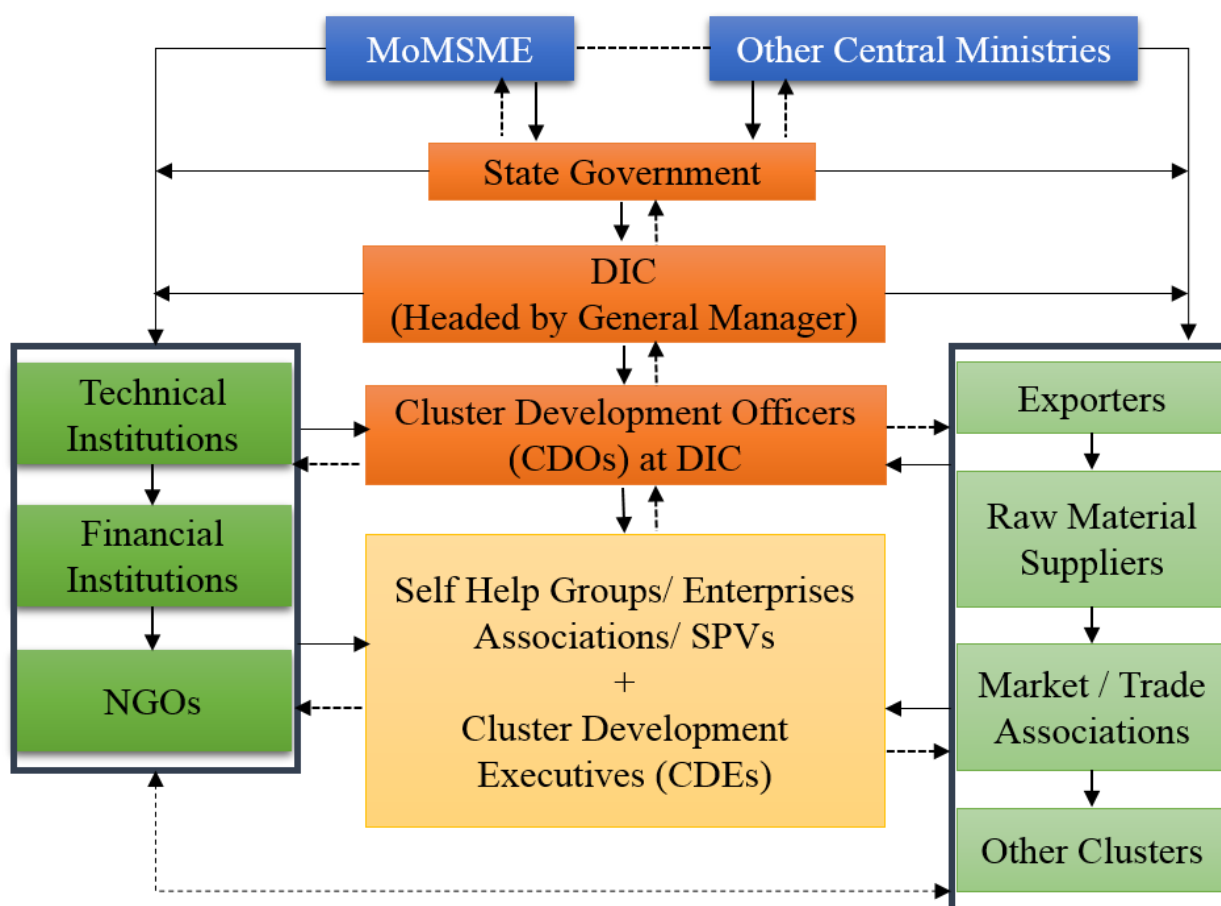 MoMSME
Other Central Ministries
State Government
DIC
(Headed by General Manager)
Technical
Institutions
Financial
Institutions
NGOs
Cluster Development Officers
(CDOs) at DIC
Self Help Groups/ Enterprises
Associations/ SPVs
+
Cluster Development
Executives (CDEs)
Exporters
Raw Material
Suppliers
Market / Trade
Associations
Other Clusters